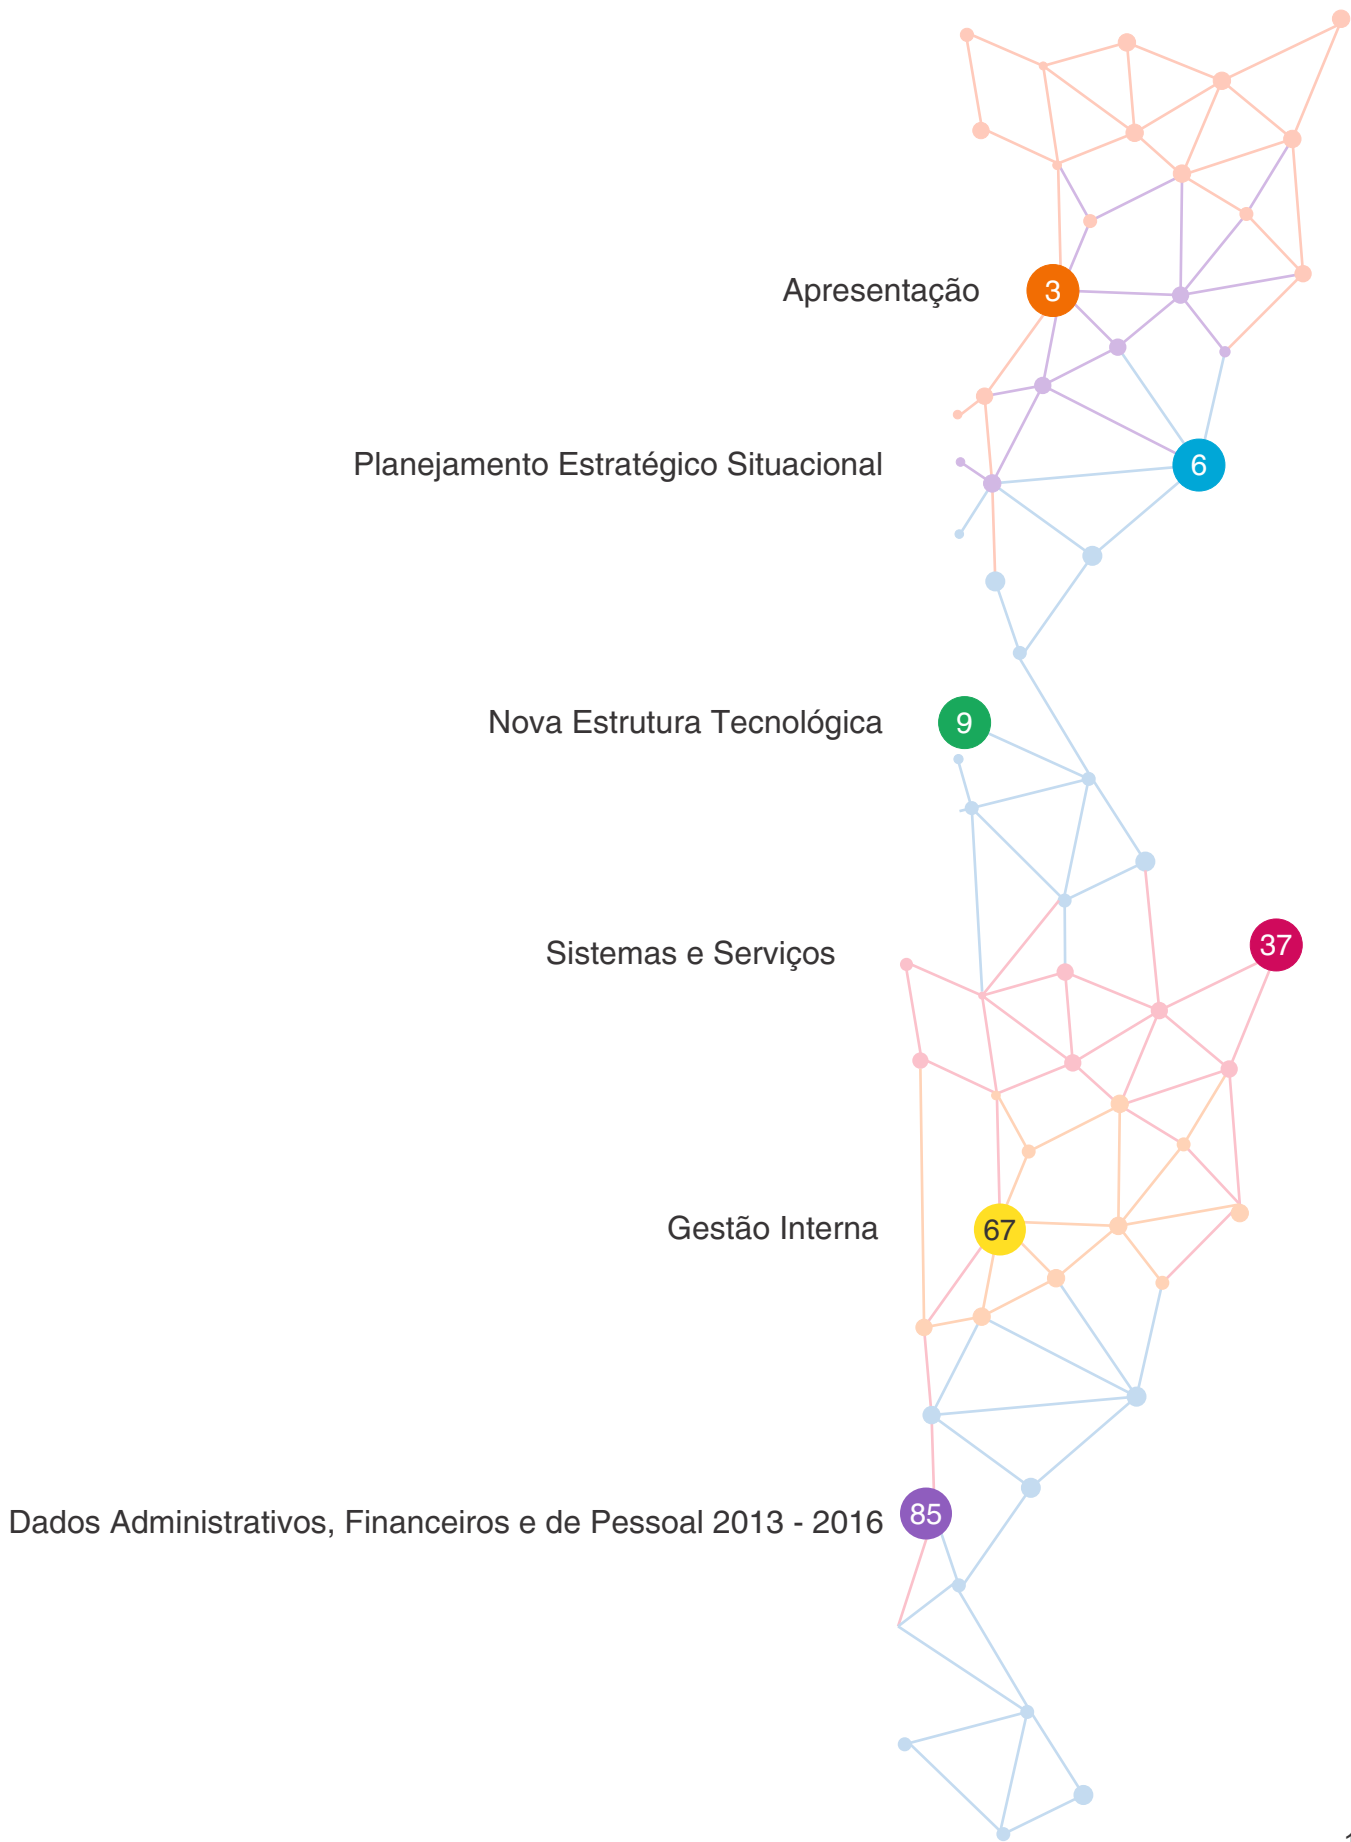 Apresentação 3
Planejamento Estratégico Situacional 6
Nova Estrutura Tecnológica 9
Sistemas e Serviços 37
Gestão Interna 67
Dados Administrativos, Financeiros e de Pessoal 2013 - 2016 85